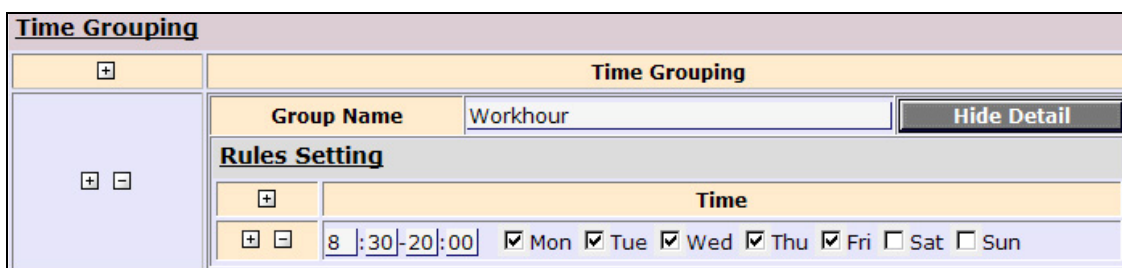 Time Grouping
Time Grouping
Group Name Workhour Hide Detail
Rules Setting
Time
8 :30-20:00 Mon Tue Wed Thu Fri Sat Sun